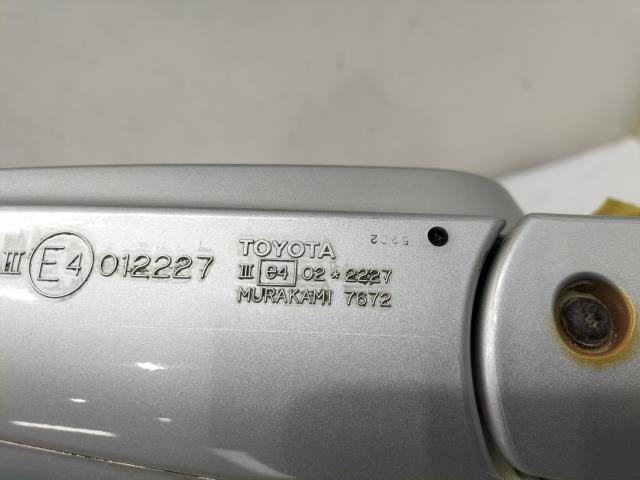 III E4 012227
TOYOTA
III e4 02 * 2227
MURAKAMI 7672